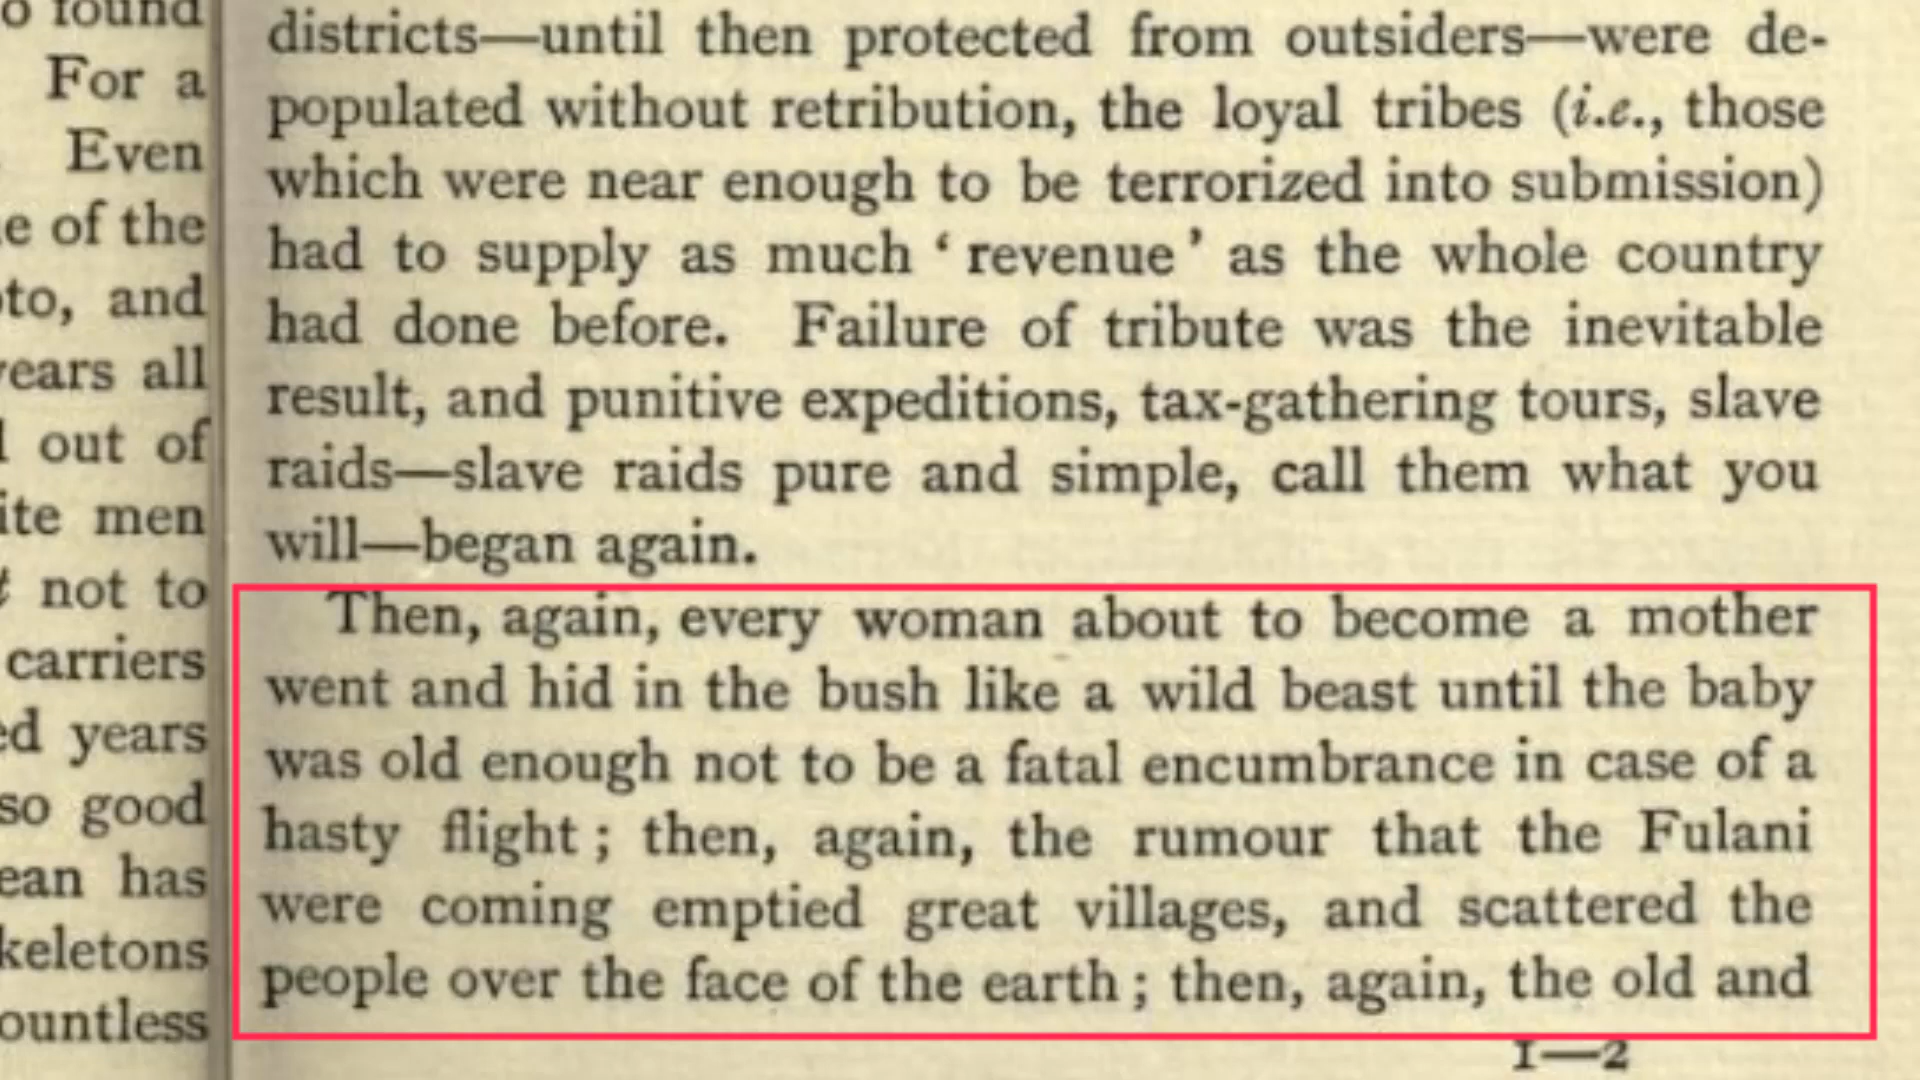 o found
For a
Even
e of the
oto, and
years all
l out of
ite men
t not to
carriers
ed years
so good
ean has
keletons
ountless
districts—until then protected from outsiders—were de-
populated without retribution, the loyal tribes (i.e., those
which were near enough to be terrorized into submission)
had to supply as much ‘ revenue ’ as the whole country
had done before. Failure of tribute was the inevitable
result, and punitive expeditions, tax-gathering tours, slave
raids—slave raids pure and simple, call them what you
will—began again.
Then, again, every woman about to become a mother
went and hid in the bush like a wild beast until the baby
was old enough not to be a fatal encumbrance in case of a
hasty flight ; then, again, the rumour that the Fulani
were coming emptied great villages, and scattered the
people over the face of the earth ; then, again, the old and
1—2